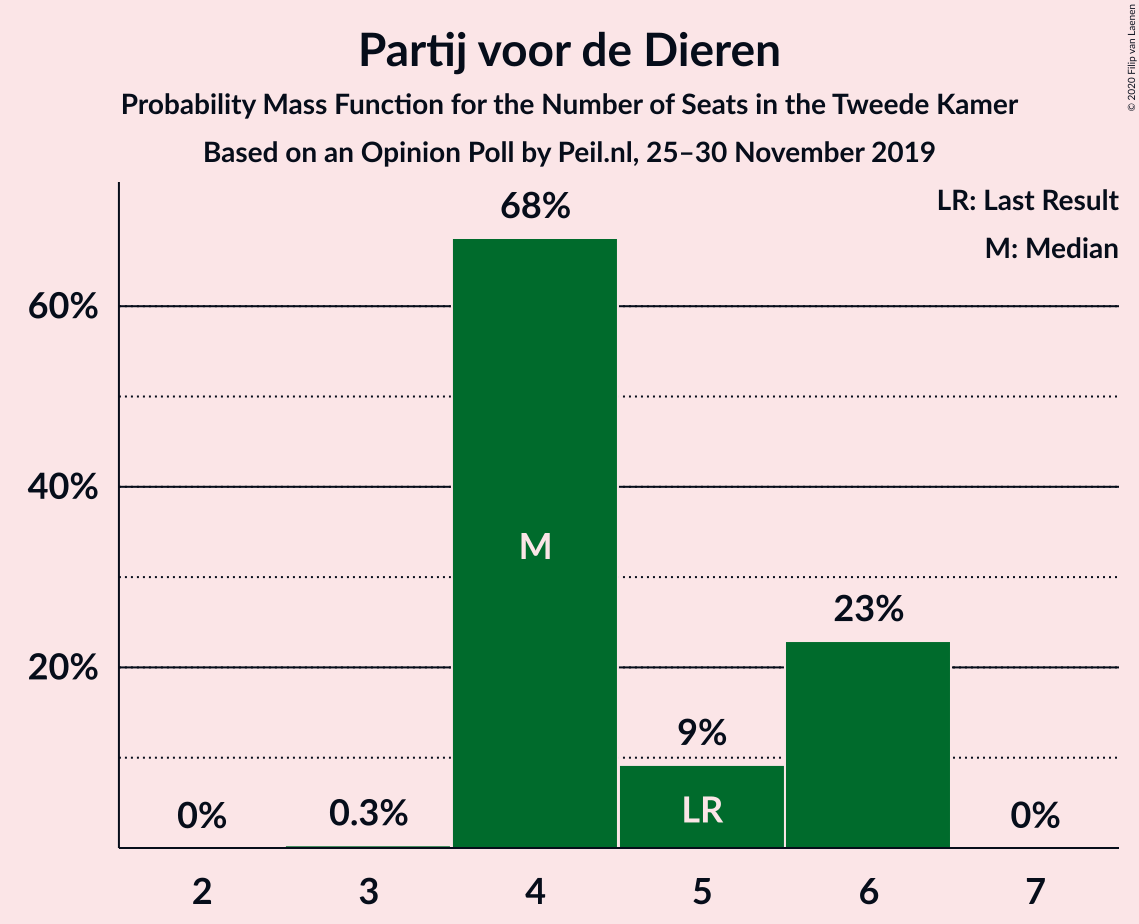 Partij voor de Dieren
Probability Mass Function for the Number of Seats in the Tweede Kamer
Based on an Opinion Poll by Peil.nl, 25–30 November 2019
© 2020 Filip van Laenen
LR: Last Result
M: Median
68%
60%
40%
M
23%
20%
9%
0%
0.3%
LR
0%
2
3
4
5
6
7